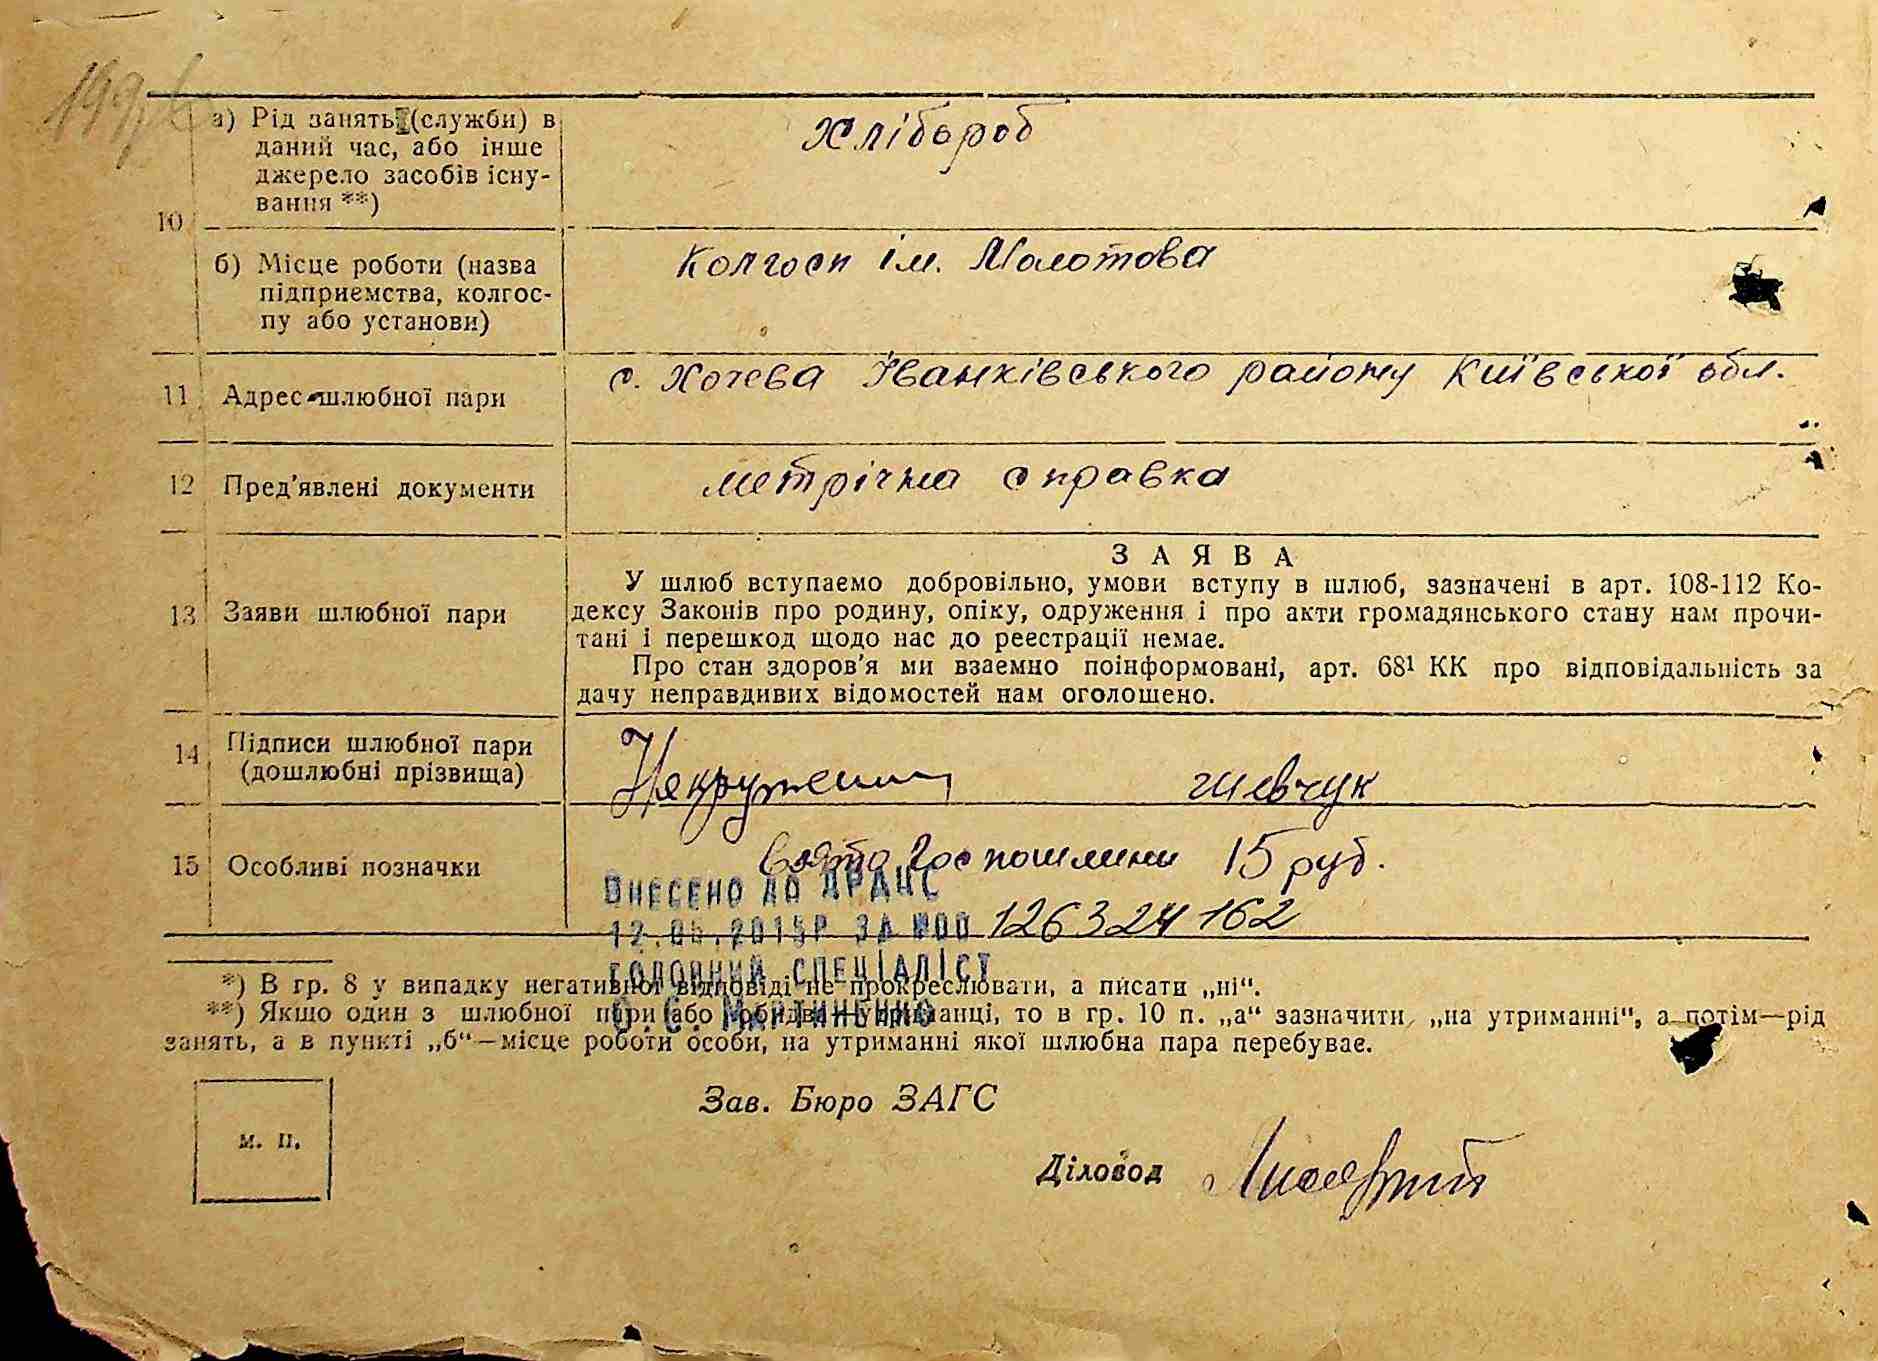 а) Рід занять (служби) в
даний час, або інше
джерело засобів існу-
вання **)
хлібороб
10
б) Місце роботи (назва
підприємства, колгос-
пу або установи)
Колгосп ім. Молотова
11 Адрес шлюбної пари
с. Хочева Іванківського району Київської обл.
12 Пред'явлені документи
метрічна справка
13 Заяви шлюбної пари
ЗАЯВА
У шлюб вступаємо добровільно, умови вступу в шлюб, зазначені в арт. 108-112 Ко-
дексу Законів про родину, опіку, одруження і про акти громадянського стану нам прочи-
тані і перешкод щодо нас до реєстрації немає.
Про стан здоров'я ми взаємно поінформовані, арт. 68¹ КК про відповідальність за
дачу неправдивих відомостей нам оголошено.
14 Підписи шлюбної пари
(дошлюбні прізвища)
Шевчук
15 Особливі позначки
Взято Госпошлини 15 руб.
ВНЕСЕНО ДО ДРАЦС
12.05.2015Р ЗА №00 126324162
ГОЛОВНИЙ СПЕЦІАЛІСТ
О. С. МАРТИНЕНКО
*) В гр. 8 у випадку негативної відповіді не прокреслювати, а писати „ні“.
**) Якщо один з шлюбної пари або обидва—утриманці, то в гр. 10 п. „а“ зазначити „на утриманні“, а потім—рід
занять, а в пункті „б“—місце роботи особи, на утриманні якої шлюбна пара перебуває.
м. п.
Зав. Бюро ЗАГС
Діловод